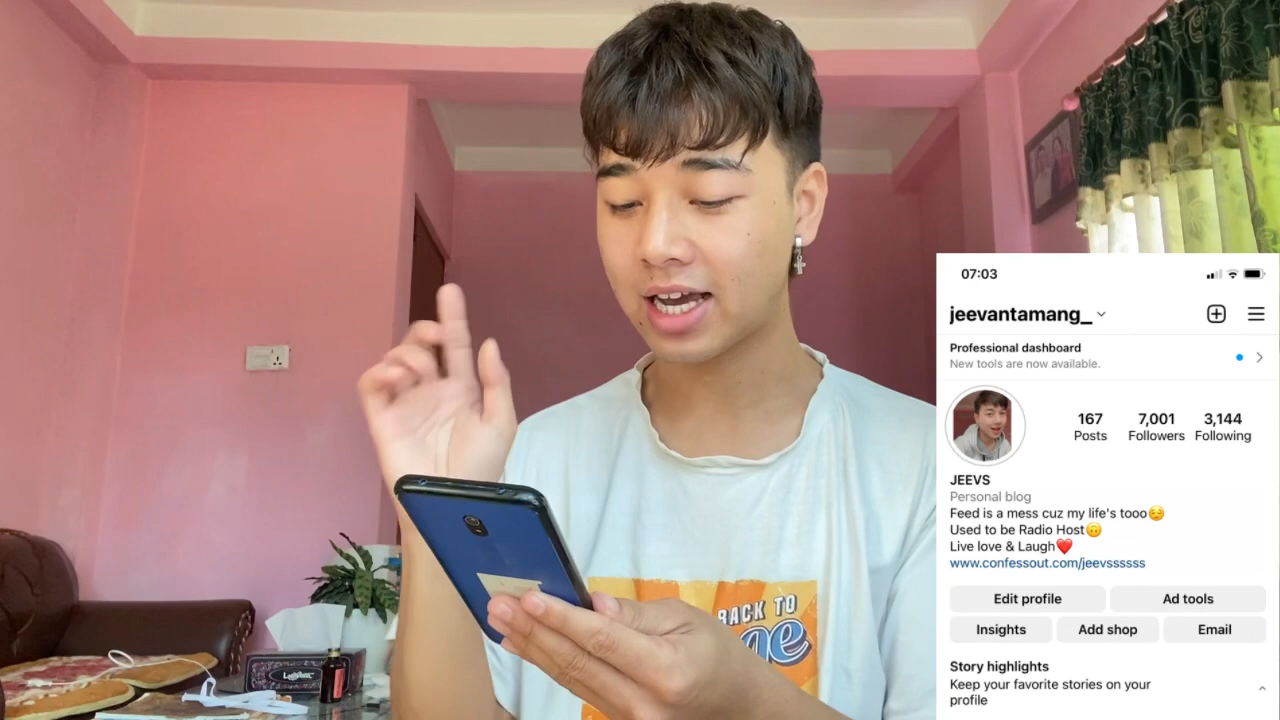 07:03
jeevantamang_
Professional dashboard
New tools are now available.
167 7,001 3,144
Posts Followers Following
JEEVS
Personal blog
Feed is a mess cuz my life's tooo😌
Used to be Radio Host🙃
Live love & Laugh❤️
www.confessout.com/jeevssssss
Edit profile Ad tools
Insights Add shop Email
Story highlights
Keep your favorite stories on your
profile
BACK TO